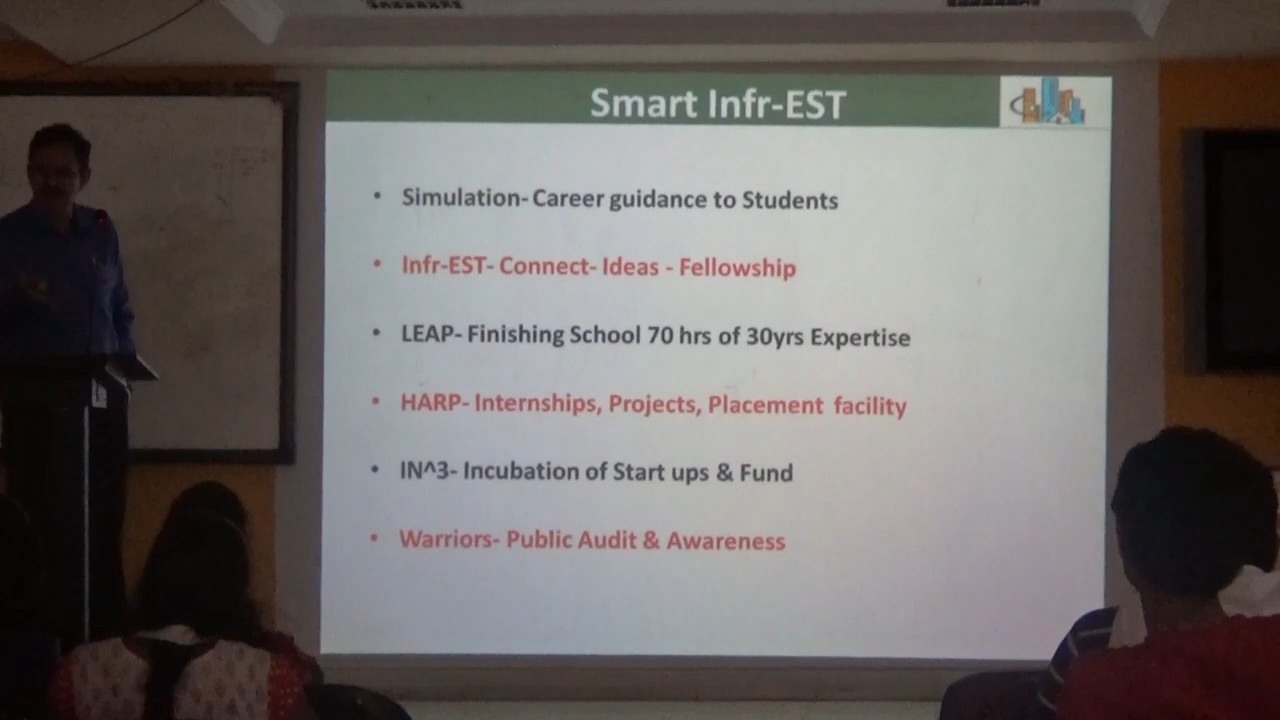 Smart Infr-EST
• Simulation- Career guidance to Students
• Infr-EST- Connect- Ideas - Fellowship
• LEAP- Finishing School 70 hrs of 30yrs Expertise
• HARP- Internships, Projects, Placement facility
• IN^3- Incubation of Start ups & Fund
• Warriors- Public Audit & Awareness